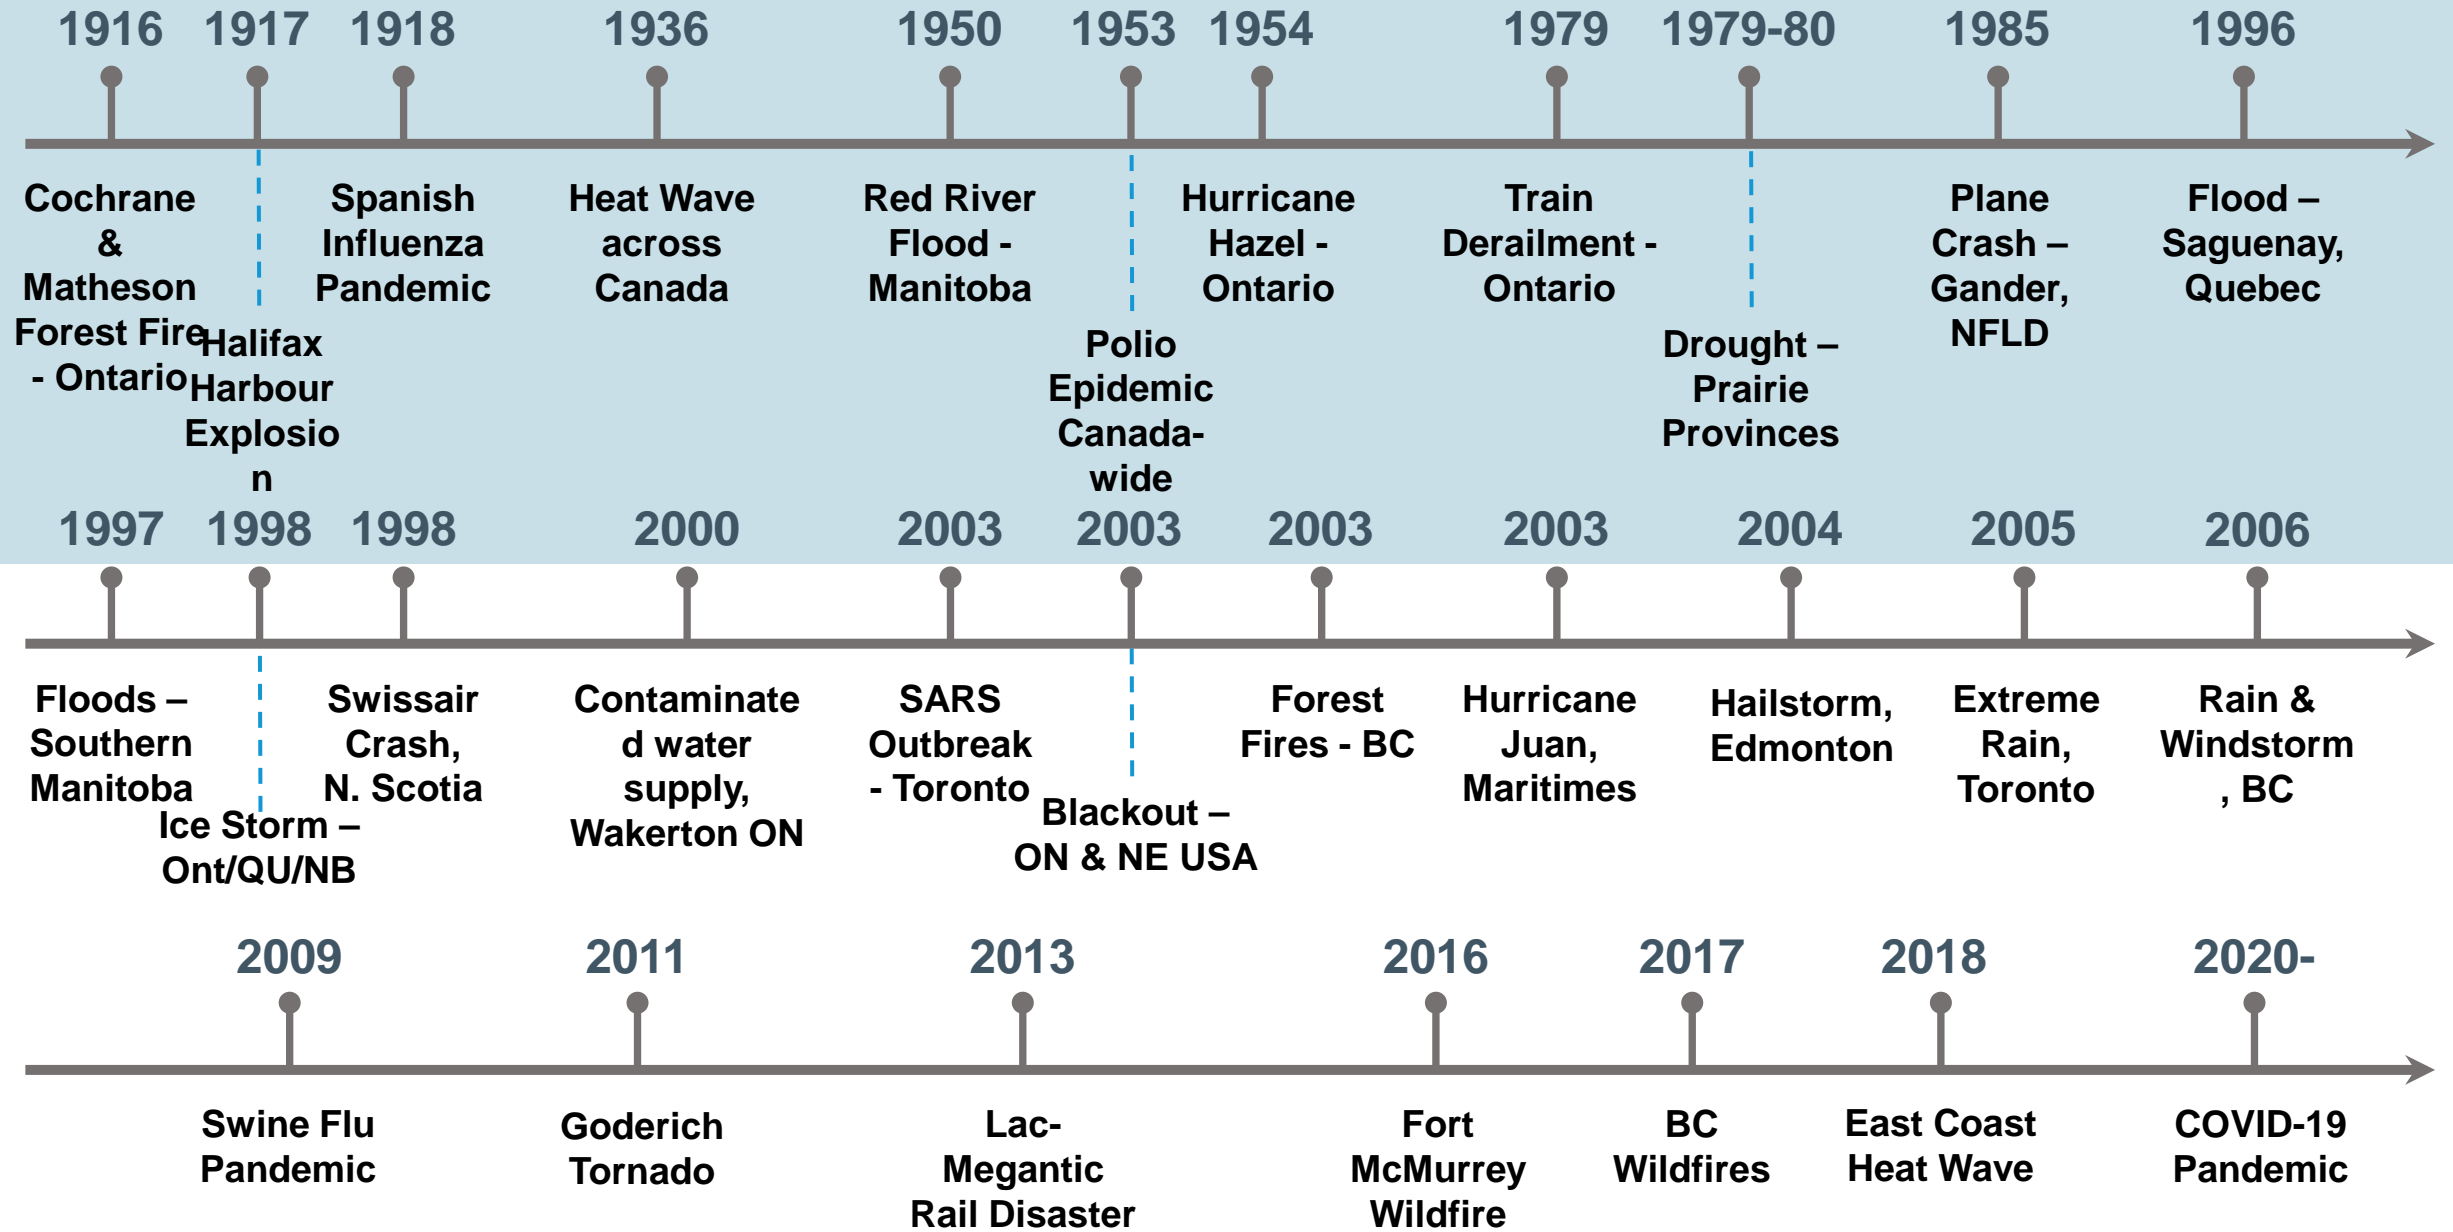 1916 1917 1918 1936 1950 1953 1954 1979 1979-80 1985 1996
Cochrane
&
Matheson
Forest Fire
- Ontario
Halifax
Harbour
Explosio
n
Spanish
Influenza
Pandemic
Heat Wave
across
Canada
Red River
Flood -
Manitoba
Polio
Epidemic
Canada-
wide
Hurricane
Hazel -
Ontario
Train
Derailment -
Ontario
Drought –
Prairie
Provinces
Plane
Crash –
Gander,
NFLD
Flood –
Saguenay,
Quebec
1997 1998 1998 2000 2003 2003 2003 2003 2004 2005 2006
Floods –
Southern
Manitoba
Ice Storm –
Ont/QU/NB
Swissair
Crash,
N. Scotia
Contaminate
d water
supply,
Wakerton ON
SARS
Outbreak
- Toronto
Blackout –
ON & NE USA
Forest
Fires - BC
Hurricane
Juan,
Maritimes
Hailstorm,
Edmonton
Extreme
Rain,
Toronto
Rain &
Windstorm
, BC
2009 2011 2013 2016 2017 2018 2020-
Swine Flu
Pandemic
Goderich
Tornado
Lac-
Megantic
Rail Disaster
Fort
McMurrey
Wildfire
BC
Wildfires
East Coast
Heat Wave
COVID-19
Pandemic